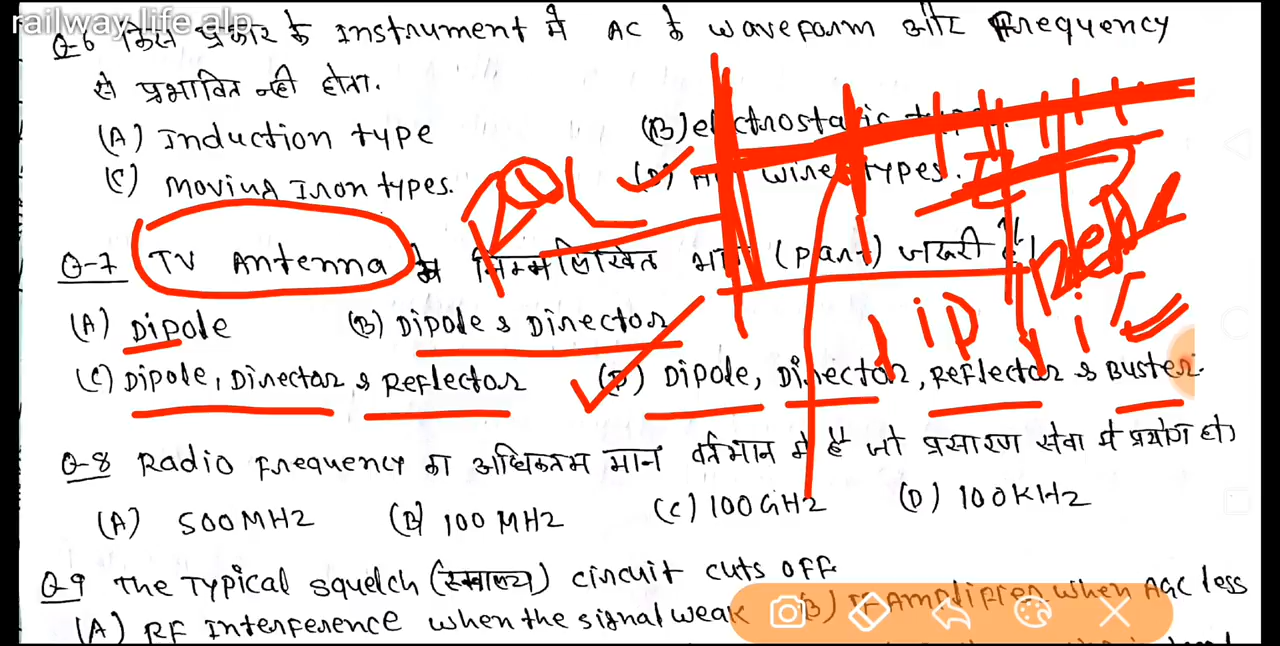 railway.life alp
Q-6 किस प्रकार के Instrument में AC के waveform और Frequency
से प्रभावित नही होता.
(A) Induction type (B) electrostatic
(C) Moving Iron types. wire types.
Q-7 TV Antenna में निम्नलिखित भाग (part) जरूरी है।
(A) Dipole (B) Dipole & Director
(C) Dipole, Director & Reflector (D) Dipole, Director, Reflector & Buster.
Q-8 Radio Frequency का अधिकतम मान वर्तमान मे है जो प्रसारण सेवा में प्रयोग हो
(A) 500MHz (B) 100 MHz (C) 100GHz (D) 100KHz
Q-9 The Typical squelch circuit cuts off.
(A) RF Interference when the signal weak (B) IF Amplifier when AGC less